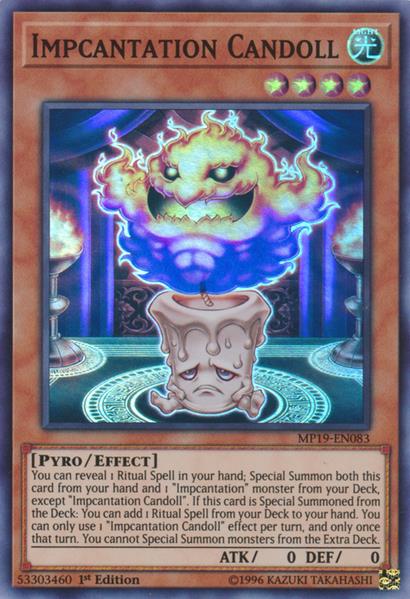 IMPCANTATION CANDOLL
LIGHT
光
MP19-EN083
[PYRO/EFFECT]
You can reveal 1 Ritual Spell in your hand; Special Summon both this
card from your hand and 1 "Impcantation" monster from your Deck,
except "Impcantation Candoll". If this card is Special Summoned from
the Deck: You can add 1 Ritual Spell from your Deck to your hand. You
can only use 1 "Impcantation Candoll" effect per turn, and only once
that turn. You cannot Special Summon monsters from the Extra Deck.
ATK/ 0 DEF/ 0
53303460 1st Edition ©1996 KAZUKI TAKAHASHI